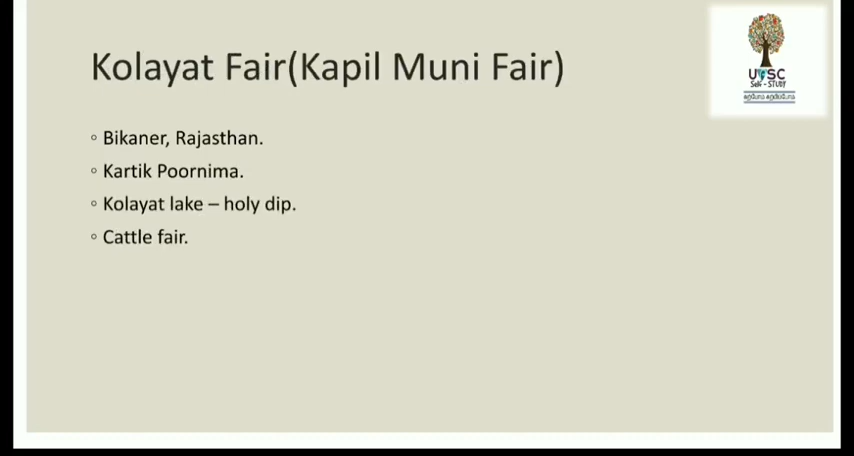 Kolayat Fair(Kapil Muni Fair)
UPSC
Self - STUDY
◦ Bikaner, Rajasthan.
◦ Kartik Poornima.
◦ Kolayat lake – holy dip.
◦ Cattle fair.